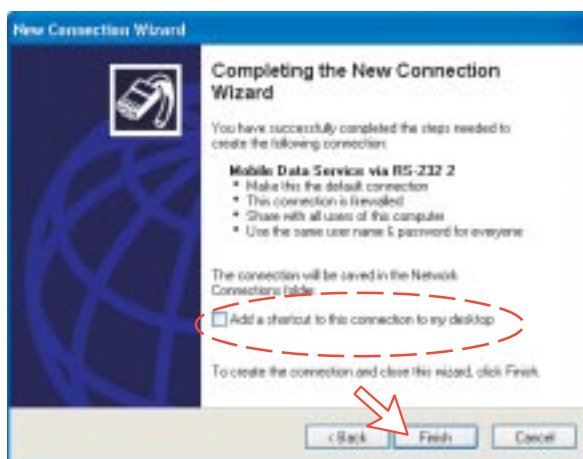 New Connection Wizard
Completing the New Connection
Wizard
You have successfully completed the steps needed to
create the following connection:
Mobile Data Service via RS-232 2
* Make this the default connection
* This connection is firewalled
* Share with all users of this computer
* Use the same user name & password for everyone
The connection will be saved in the Network
Connections folder.
Add a shortcut to this connection to my desktop
To create the connection and close this wizard, click Finish.
< Back
Finish
Cancel